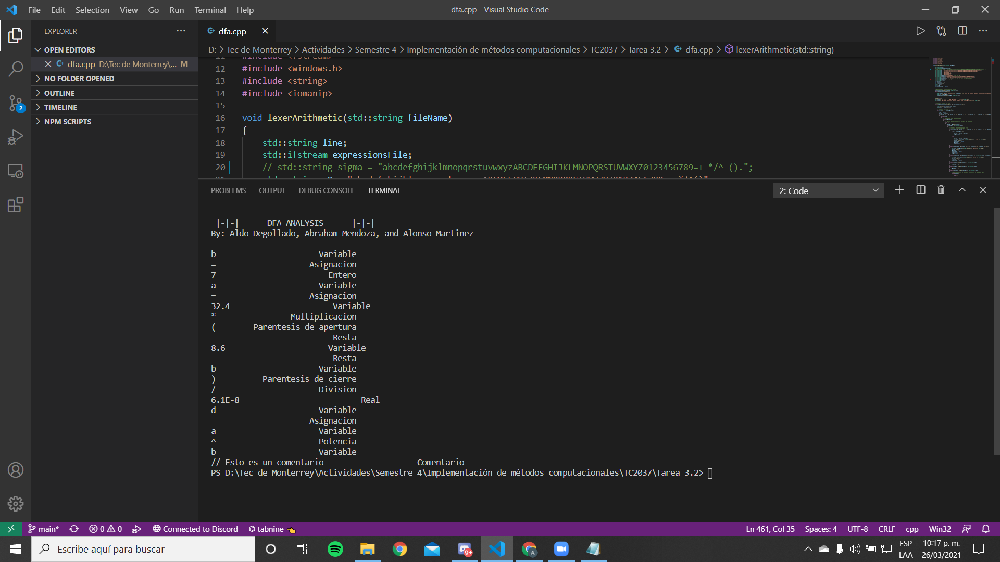 File Edit Selection View Go Run Terminal Help
dfa.cpp - Visual Studio Code
EXPLORER
OPEN EDITORS
dfa.cpp D:\Tec de Monterrey\... M
NO FOLDER OPENED
OUTLINE
TIMELINE
NPM SCRIPTS
2
dfa.cpp
D: > Tec de Monterrey > Actividades > Semestre 4 > Implementación de métodos computacionales > TC2037 > Tarea 3.2 > dfa.cpp > lexerArithmetic(std::string)
11 #include <fstream>
12 #include <windows.h>
13 #include <string>
14 #include <iomanip>
15
16 void lexerArithmetic(std::string fileName)
17 {
18 std::string line;
19 std::ifstream expressionsFile;
20 // std::string sigma = "abcdefghijklmnopqrstuvwxyzABCDEFGHIJKLMNOPQRSTUVWXYZ0123456789=+-*/^_().";
PROBLEMS OUTPUT DEBUG CONSOLE TERMINAL
2: Code
|-|-| DFA ANALYSIS |-|-|
By: Aldo Degollado, Abraham Mendoza, and Alonso Martinez
b Variable
= Asignacion
7 Entero
a Variable
= Asignacion
32.4 Variable
* Multiplicacion
( Parentesis de apertura
- Resta
8.6 Variable
- Resta
b Variable
) Parentesis de cierre
/ Division
6.1E-8 Real
d Variable
= Asignacion
a Variable
^ Potencia
b Variable
// Esto es un comentario Comentario
PS D:\Tec de Monterrey\Actividades\Semestre 4\Implementación de métodos computacionales\TC2037\Tarea 3.2>
main* 0 0 Connected to Discord tabnine
Ln 461, Col 35 Spaces: 4 UTF-8 CRLF cpp Win32
Escribe aquí para buscar
9+
A
ESP
LAA
10:17 p. m.
26/03/2021